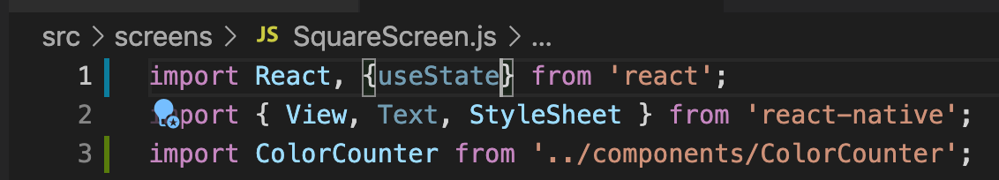 src > screens > JS SquareScreen.js > ...
1 import React, {useState} from 'react';
2 import { View, Text, StyleSheet } from 'react-native';
3 import ColorCounter from '../components/ColorCounter';